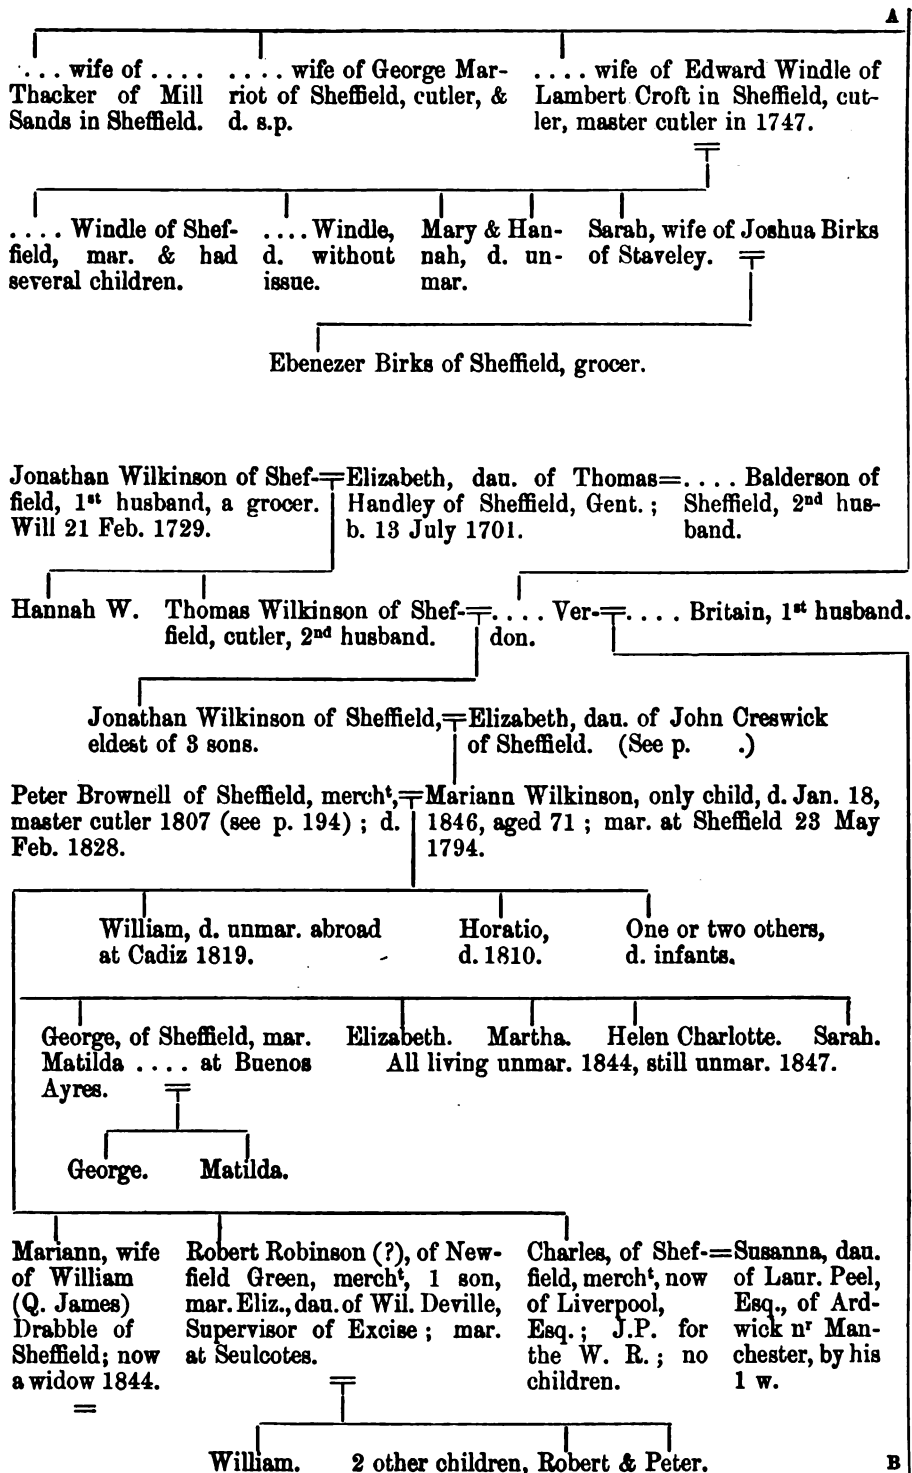 A
. . . wife of . . . . Thacker of Mill Sands in Sheffield.
. . . . wife of George Mar-
riot of Sheffield, cutler, &
d. s.p.
. . . . wife of Edward Windle of
Lambert Croft in Sheffield, cut-
ler, master cutler in 1747.
. . . . Windle of Shef-
field, mar. & had
several children.
. . . . Windle,
d. without
issue.
Mary & Han-
nah, d. un-
mar.
Sarah, wife of Joshua Birks
of Staveley.
Ebenezer Birks of Sheffield, grocer.
Jonathan Wilkinson of Shef-
field, 1st husband, a grocer.
Will 21 Feb. 1729.
Elizabeth, dau. of Thomas
Handley of Sheffield, Gent. ;
b. 13 July 1701.
=. . . . Balderson of
Sheffield, 2nd hus-
band.
Hannah W.
Thomas Wilkinson of Shef-
field, cutler, 2nd husband.
. . . . Ver-
don.
. . . . Britain, 1st husband.
Jonathan Wilkinson of Sheffield,
eldest of 3 sons.
Elizabeth, dau. of John Creswick
of Sheffield. (See p. .)
Peter Brownell of Sheffield, mercht,
master cutler 1807 (see p. 194) ; d.
Feb. 1828.
Mariann Wilkinson, only child, d. Jan. 18,
1846, aged 71 ; mar. at Sheffield 23 May
1794.
William, d. unmar. abroad
at Cadiz 1819.
Horatio,
d. 1810.
One or two others,
d. infants.
George, of Sheffield, mar.
Matilda . . . . at Buenos
Ayres.
Elizabeth. Martha. Helen Charlotte. Sarah.
All living unmar. 1844, still unmar. 1847.
George. Matilda.
Mariann, wife
of William
(Q. James)
Drabble of
Sheffield; now
a widow 1844.
=
Robert Robinson (?), of New-
field Green, mercht, 1 son,
mar. Eliz., dau. of Wil. Deville,
Supervisor of Excise ; mar.
at Seulcotes.
Charles, of Shef-
field, mercht, now
of Liverpool,
Esq. ; J.P. for
the W. R. ; no
children.
=Susanna, dau.
of Laur. Peel,
Esq., of Ard-
wick nr Man-
chester, by his
1 w.
William. 2 other children, Robert & Peter.
B